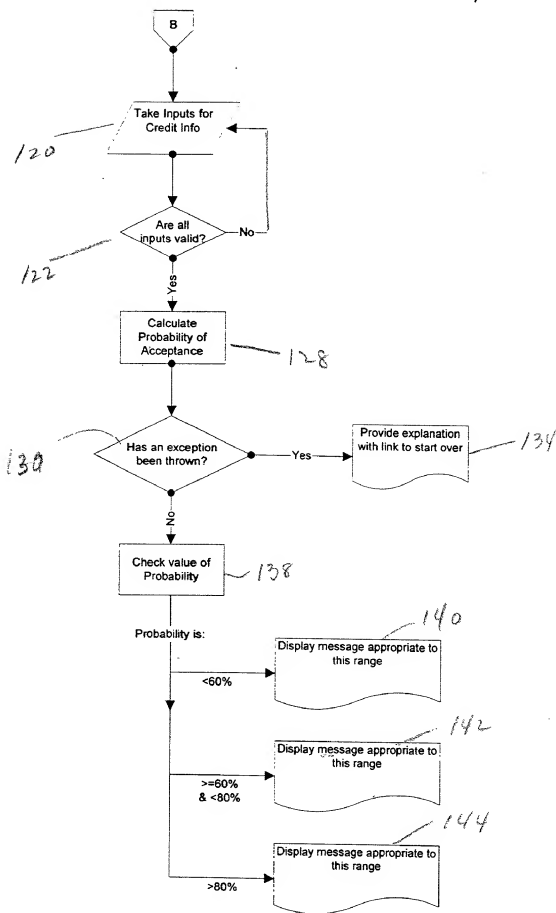 B
Take Inputs for
Credit Info
120
Are all
inputs valid?
No
122
Yes
Calculate
Probability of
Acceptance
128
Has an exception
been thrown?
130
Yes
Provide explanation
with link to start over
134
No
Check value of
Probability
138
Probability is:
140
Display message appropriate to
this range
<60%
142
Display message appropriate to
this range
>=60%
& <80%
144
Display message appropriate to
this range
>80%